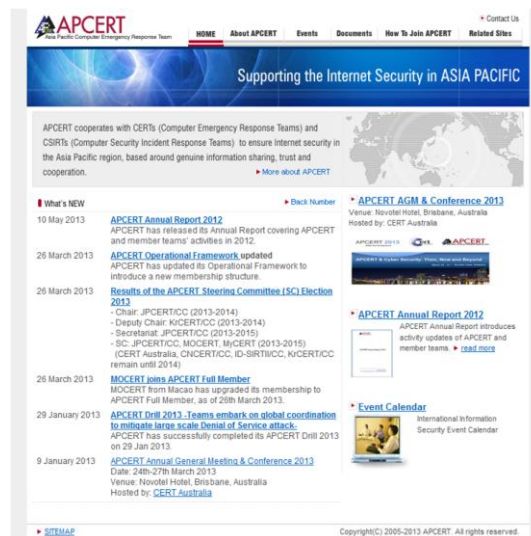 APCERT
Asia Pacific Computer Emergency Response Team
Contact Us
HOME About APCERT Events Documents How To Join APCERT Related Sites
Supporting the Internet Security in ASIA PACIFIC
APCERT cooperates with CERTs (Computer Emergency Response Teams) and
CSIRTs (Computer Security Incident Response Teams) to ensure Internet security in
the Asia Pacific region, based around genuine information sharing, trust and
cooperation.
More about APCERT
What's NEW
Back Number
10 May 2013 APCERT Annual Report 2012
APCERT has released its Annual Report covering APCERT
and member teams' activities in 2012.
26 March 2013 APCERT Operational Framework updated
APCERT has updated its Operational Framework to
introduce a new membership structure.
26 March 2013 Results of the APCERT Steering Committee (SC) Election
2013
- Chair: JPCERT/CC (2013-2014)
- Deputy Chair: KrCERT/CC (2013-2014)
- Secretariat: JPCERT/CC (2013-2015)
- SC: JPCERT/CC, MOCERT, MyCERT (2013-2015)
(CERT Australia, CNCERT/CC, ID-SIRTII/CC, KrCERT/CC
remain until 2014)
26 March 2013 MOCERT joins APCERT Full Member
MOCERT from Macao has upgraded its membership to
APCERT Full Member, as of 26th March 2013.
29 January 2013 APCERT Drill 2013 -Teams embark on global coordination
to mitigate large scale Denial of Service attack-
APCERT has successfully completed its APCERT Drill 2013
on 29 Jan 2013.
9 January 2013 APCERT Annual General Meeting & Conference 2013
Date: 24th-27th March 2013
Venue: Novotel Hotel, Brisbane, Australia
Hosted by: CERT Australia
APCERT AGM & Conference 2013
Venue: Novotel Hotel, Brisbane, Australia
Hosted by: CERT Australia
APCERT 2013
APCERT
APCERT & Cyber Security: Then, Now and Beyond
APCERT Annual Report 2012
APCERT Annual Report introduces
activity updates of APCERT and
member teams. read more
Event Calendar
International Information
Security Event Calendar
SITEMAP
Copyright(C) 2005-2013 APCERT. All rights reserved.